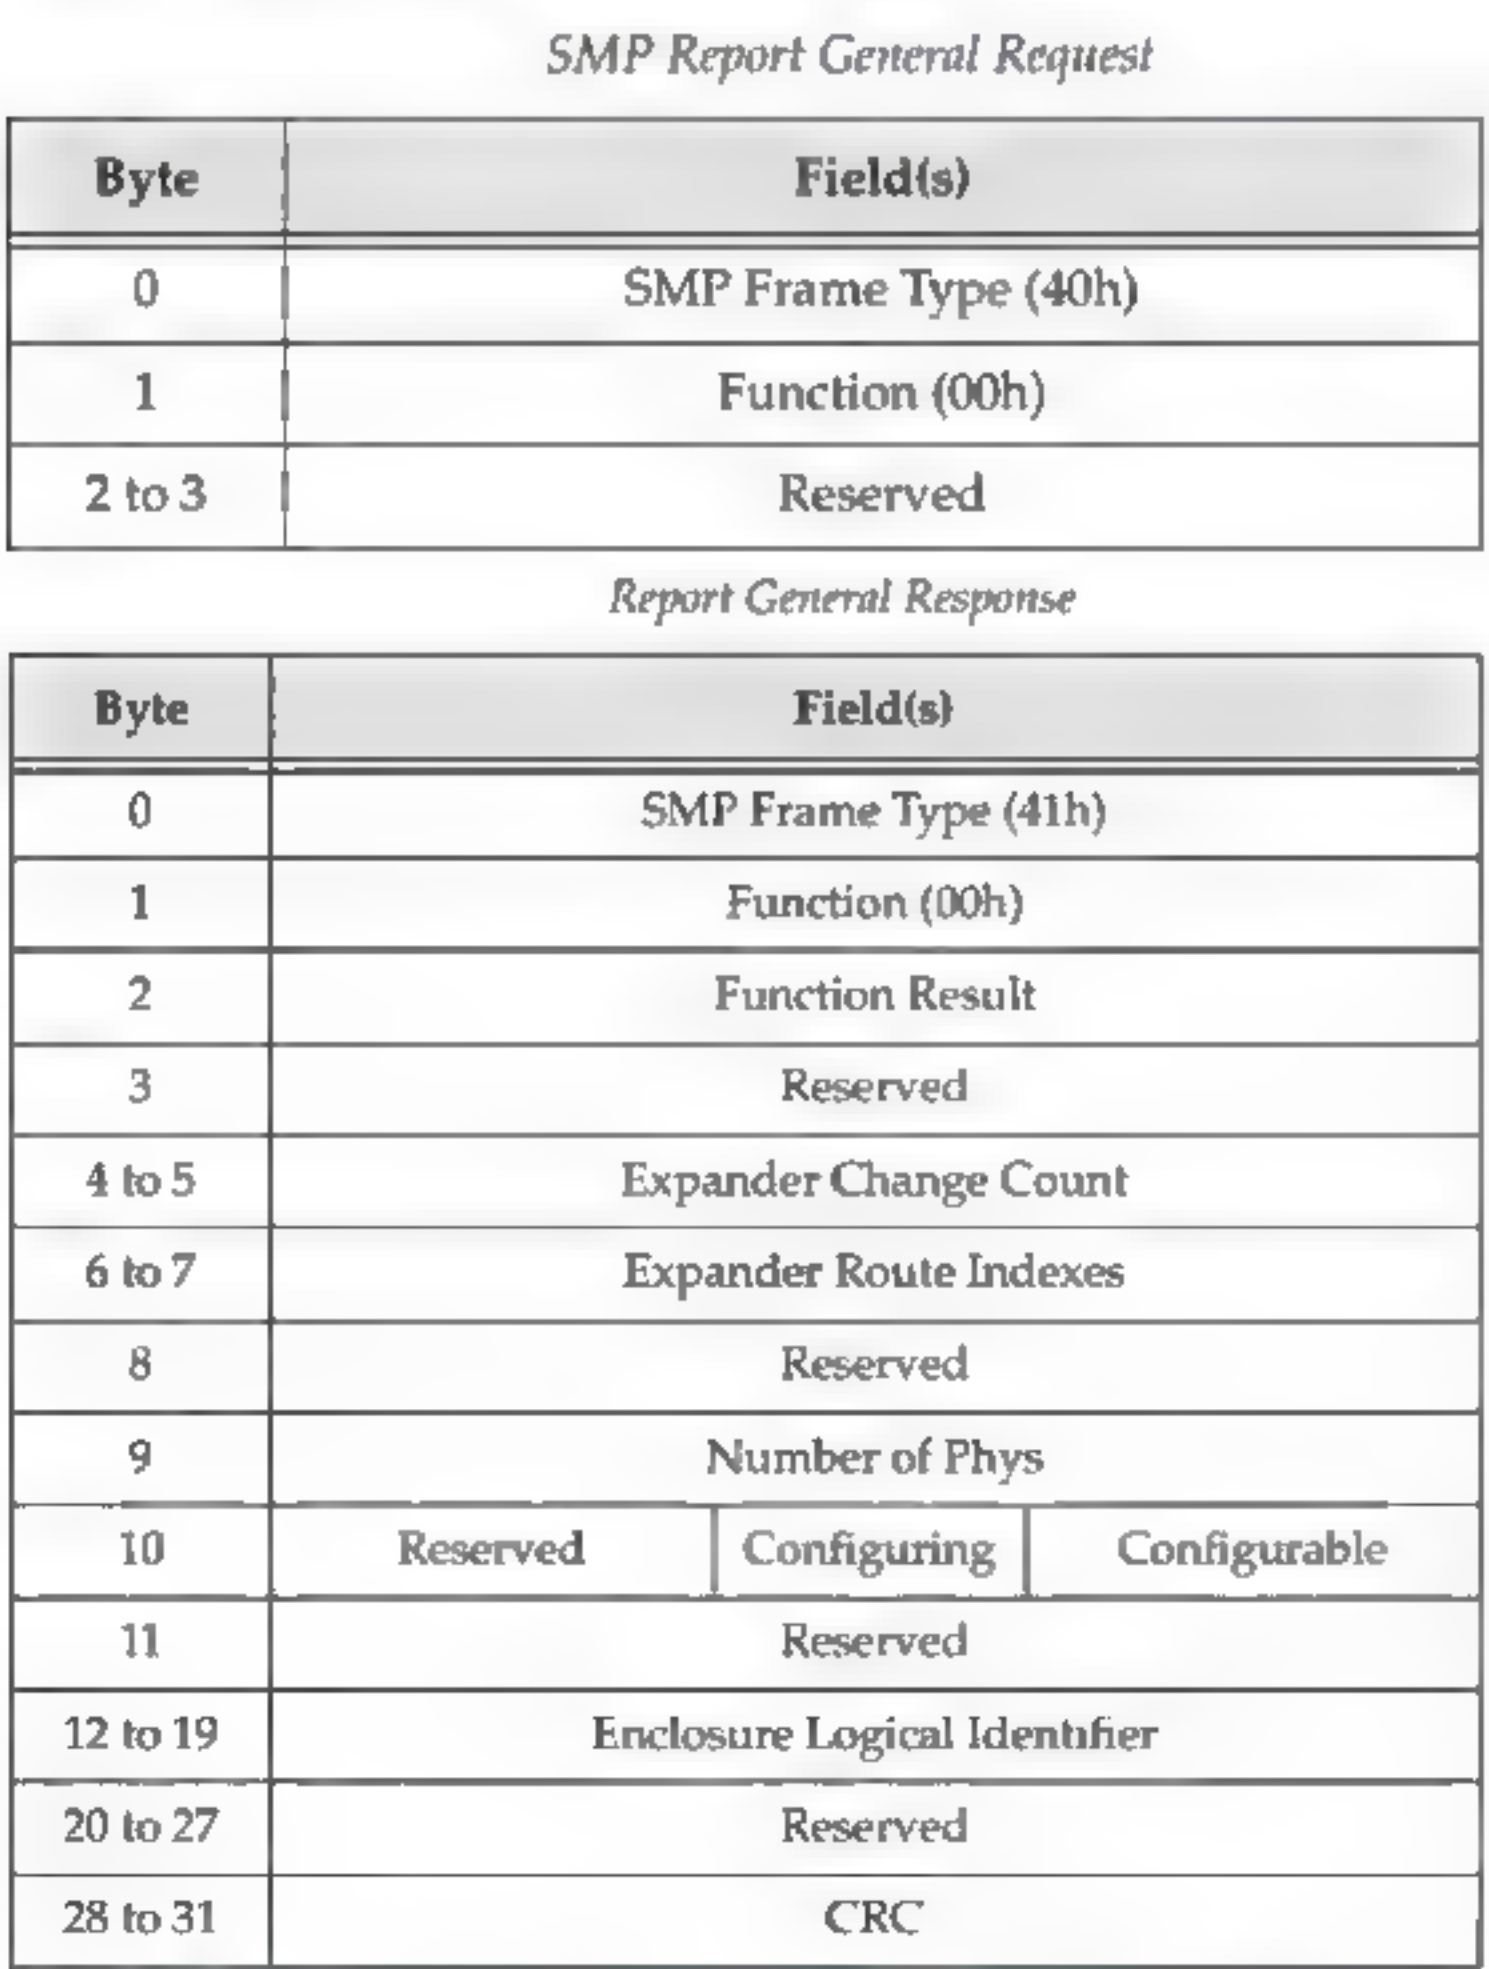 SMP Report General Request
Byte Field(s)
0 SMP Frame Type (40h)
1 Function (00h)
2 to 3 Reserved
Report General Response
Byte Field(s)
0 SMP Frame Type (41h)
1 Function (00h)
2 Function Result
3 Reserved
4 to 5 Expander Change Count
6 to 7 Expander Route Indexes
8 Reserved
9 Number of Phys
10 Reserved Configuring Configurable
11 Reserved
12 to 19 Enclosure Logical Identifier
20 to 27 Reserved
28 to 31 CRC